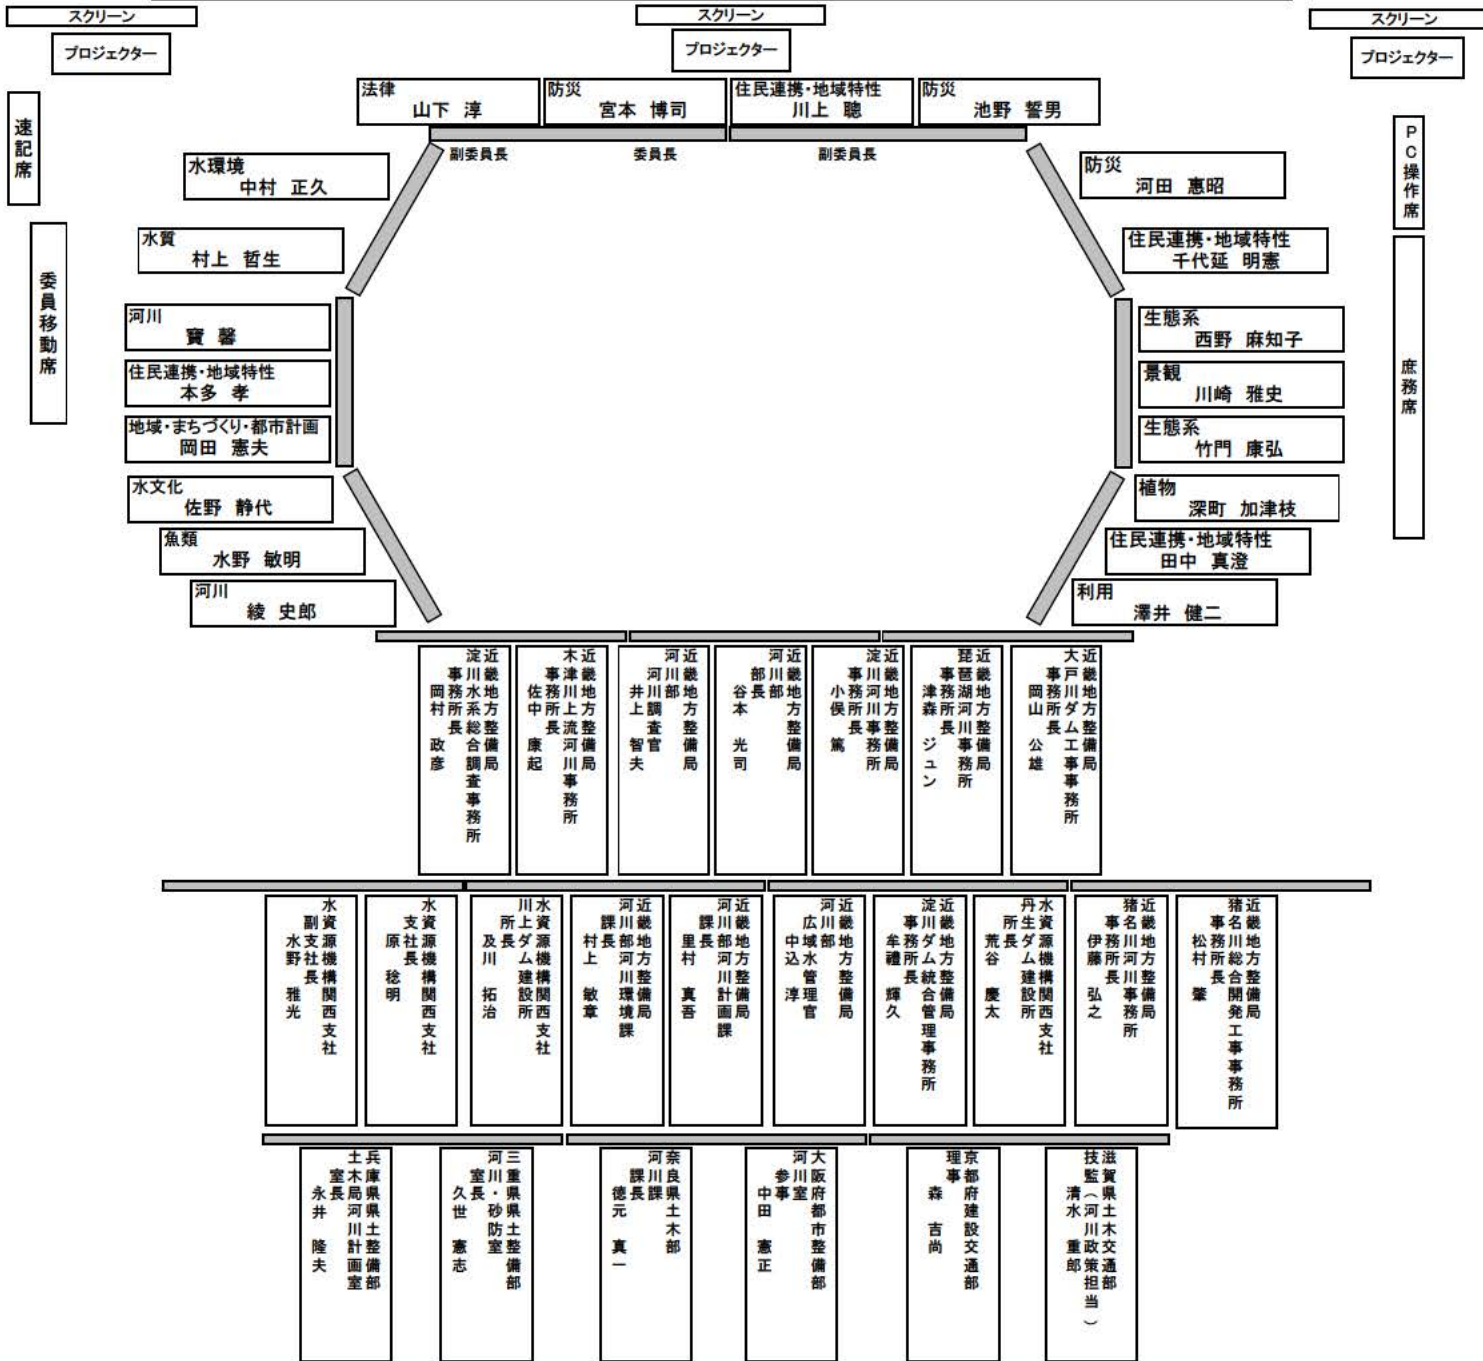 スクリーン
スクリーン
スクリーン
プロジェクター
プロジェクター
プロジェクター
法律
山下 淳
防災
宮本 博司
住民連携・地域特性
川上 聰
防災
池野 誓男
副委員長
委員長
副委員長
速記席
委員移動席
PC操作席
庶務席
水環境
中村 正久
水質
村上 哲生
河川
寶 馨
住民連携・地域特性
本多 孝
地域・まちづくり・都市計画
岡田 憲夫
水文化
佐野 静代
魚類
水野 敏明
河川
綾 史郎
防災
河田 惠昭
住民連携・地域特性
千代延 明憲
生態系
西野 麻知子
景観
川崎 雅史
生態系
竹門 康弘
植物
深町 加津枝
住民連携・地域特性
田中 真澄
利用
澤井 健二
近畿地方整備局
淀川水系総合調査事務所
事務所長
岡村 政彦
近畿地方整備局
木津川上流河川事務所
事務所長
佐中 康起
近畿地方整備局
河川部
河川調査官
井上 智夫
近畿地方整備局
河川部
部長
谷本 光司
近畿地方整備局
淀川河川事務所
事務所長
小俣 篤
近畿地方整備局
琵琶湖河川事務所
事務所長
津森 ジュン
近畿地方整備局
大戸川ダム工事事務所
事務所長
岡山 公雄
水資源機構関西支社
副支社長
水野 雅光
水資源機構関西支社
支社長
原 稔明
水資源機構関西支社
川上ダム建設所
所長
及川 拓治
近畿地方整備局
河川部河川環境課
課長
村上 敏章
近畿地方整備局
河川部河川計画課
課長
里村 真吾
近畿地方整備局
河川部
広域水管理官
中込 淳
近畿地方整備局
淀川ダム統合管理事務所
事務所長
牟禮 輝久
水資源機構関西支社
丹生ダム建設所
所長
荒谷 慶太
近畿地方整備局
猪名川河川事務所
事務所長
伊藤 弘之
近畿地方整備局
猪名川総合開発工事事務所
事務所長
松村 肇
兵庫県県土整備部
土木局河川計画室
室長
永井 隆夫
三重県県土整備部
河川・砂防室
室長
久世 憲志
奈良県土木部
河川課
課長
徳元 真一
大阪府都市整備部
河川室
参事
中田 憲正
京都府建設交通部
理事
森 吉尚
滋賀県土木交通部
技監(河川政策担当)
清水 重郎